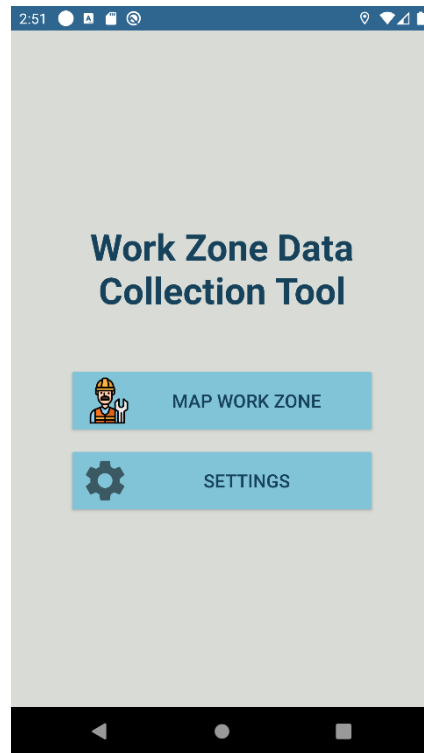 2:51
Work Zone Data
Collection Tool
MAP WORK ZONE
SETTINGS